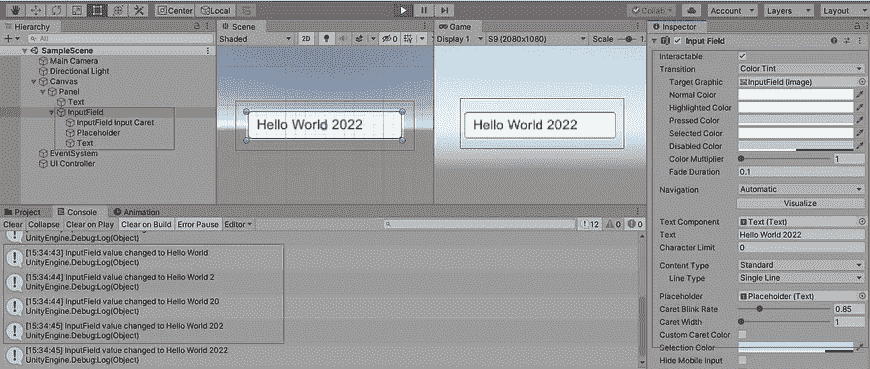 Center Local Collab Account Layers Layout
Hierarchy
All
SampleScene
Main Camera
Directional Light
Canvas
Panel
Text
InputField
InputField Input Caret
Placeholder
Text
EventSystem
UI Controller
Scene
Shaded 2D 0
Hello World 2022
Game
Display 1 S9 (2080x1080) Scale 1
Hello World 2022
Project Console Animation
Clear Collapse Clear on Play Clear on Build Error Pause Editor 12 0 0
UnityEngine.Debug:Log(Object)
[15:34:43] InputField value changed to Hello World
UnityEngine.Debug:Log(Object)
[15:34:44] InputField value changed to Hello World 2
UnityEngine.Debug:Log(Object)
[15:34:44] InputField value changed to Hello World 20
UnityEngine.Debug:Log(Object)
[15:34:45] InputField value changed to Hello World 202
UnityEngine.Debug:Log(Object)
[15:34:45] InputField value changed to Hello World 2022
UnityEngine.Debug:Log(Object)
Inspector
Input Field
Interactable
Transition Color Tint
Target Graphic InputField (Image)
Normal Color
Highlighted Color
Pressed Color
Selected Color
Disabled Color
Color Multiplier 1
Fade Duration 0.1
Navigation Automatic
Visualize
Text Component Text (Text)
Text Hello World 2022
Character Limit 0
Content Type Standard
Line Type Single Line
Placeholder Placeholder (Text)
Caret Blink Rate 0.85
Caret Width 1
Custom Caret Color
Selection Color
Hide Mobile Input